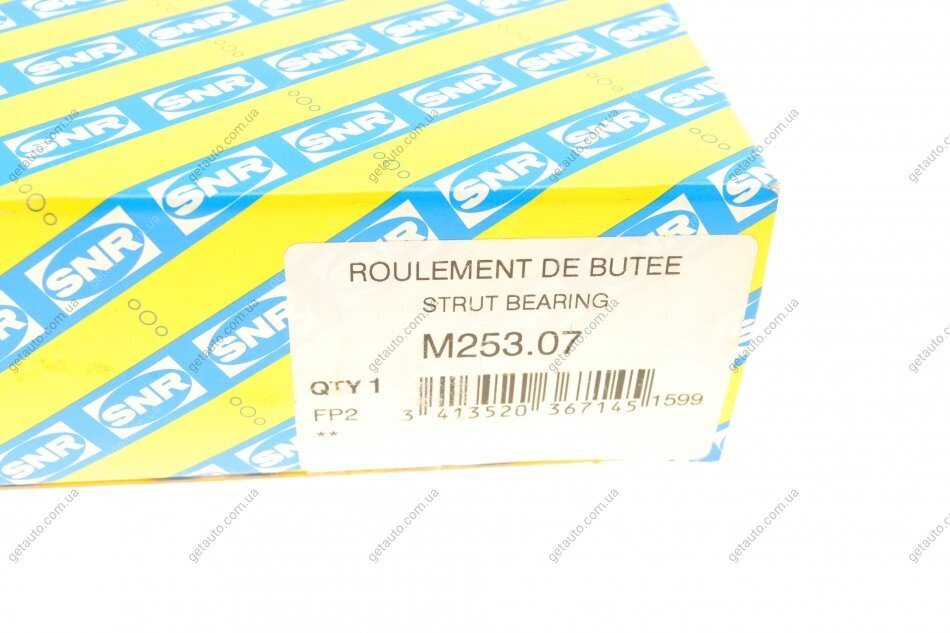 SNR
ROULEMENT DE BUTEE
STRUT BEARING
M253.07
QTY 1
FP2
**
3 413520 367145 1599
getauto.com.ua